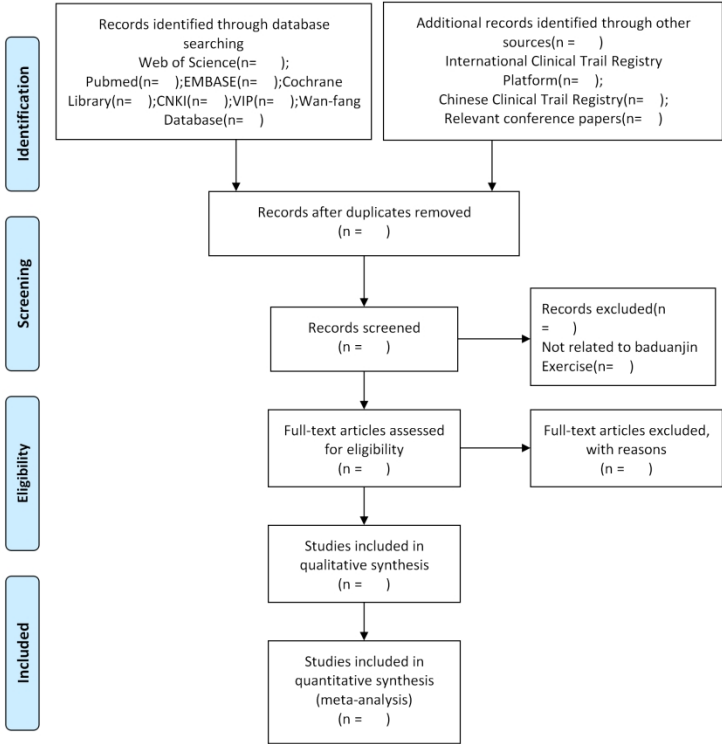 Identification
Records identified through database
searching
Web of Science(n=    );
Pubmed(n=    );EMBASE(n=    );Cochrane
Library(n=    );CNKI(n=    );VIP(n=    );Wan-fang
Database(n=    )
Additional records identified through other
sources(n =    )
International Clinical Trail Registry
Platform(n=    );
Chinese Clinical Trail Registry(n=    );
Relevant conference papers(n=    )
Records after duplicates removed
(n =    )
Screening
Records screened
(n =    )
Records excluded(n
=    )
Not related to baduanjin
Exercise(n=    )
Eligibility
Full-text articles assessed
for eligibility
(n =    )
Full-text articles excluded,
with reasons
(n =    )
Studies included in
qualitative synthesis
(n =    )
Included
Studies included in
quantitative synthesis
(meta-analysis)
(n =    )